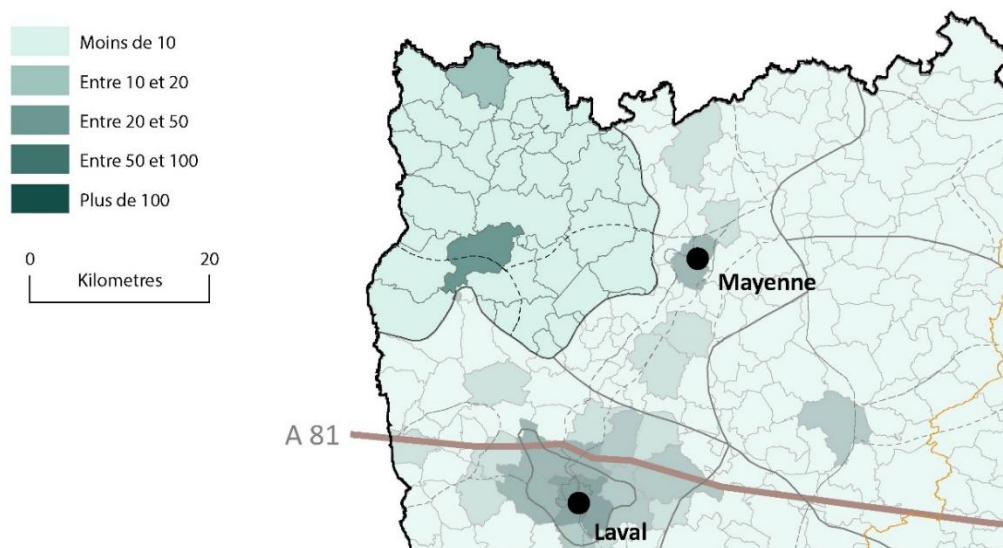 Moins de 10
Entre 10 et 20
Entre 20 et 50
Entre 50 et 100
Plus de 100
0 20
Kilometres
Mayenne
A 81
Laval